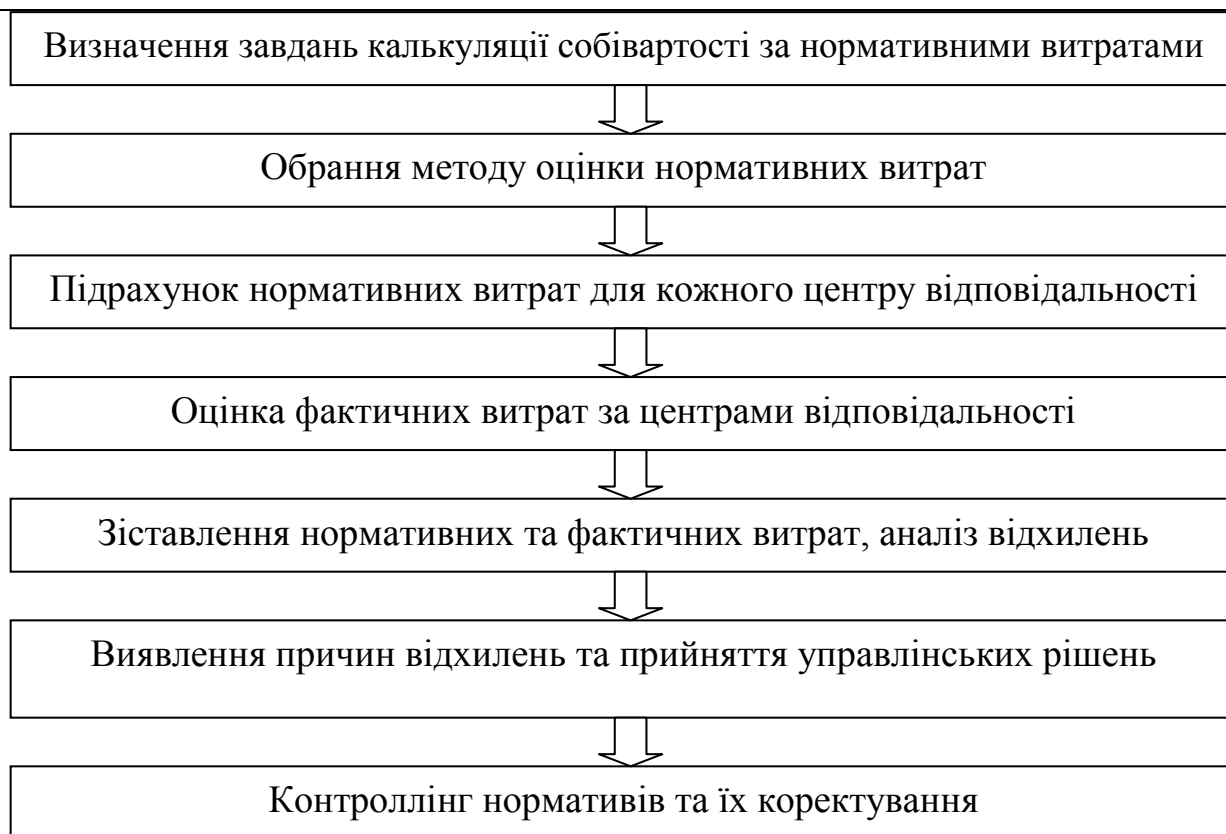 Визначення завдань калькуляції собівартості за нормативними витратами
Обрання методу оцінки нормативних витрат
Підрахунок нормативних витрат для кожного центру відповідальності
Оцінка фактичних витрат за центрами відповідальності
Зіставлення нормативних та фактичних витрат, аналіз відхилень
Виявлення причин відхилень та прийняття управлінських рішень
Контроллінг нормативів та їх коректування